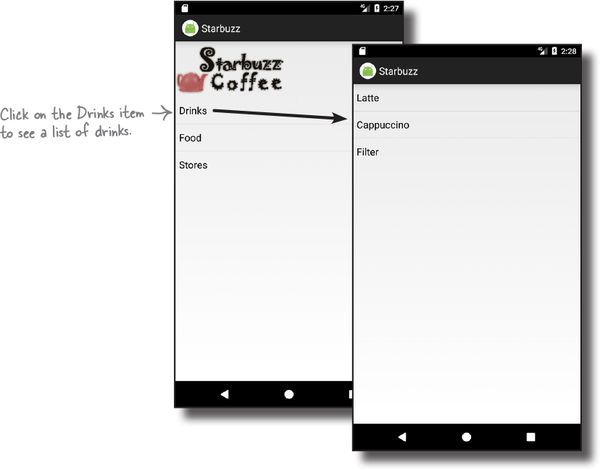 2:27
Starbuzz
Starbuzz
Coffee
Click on the Drinks item
to see a list of drinks.
Drinks
Food
Stores
2:28
Starbuzz
Latte
Cappuccino
Filter